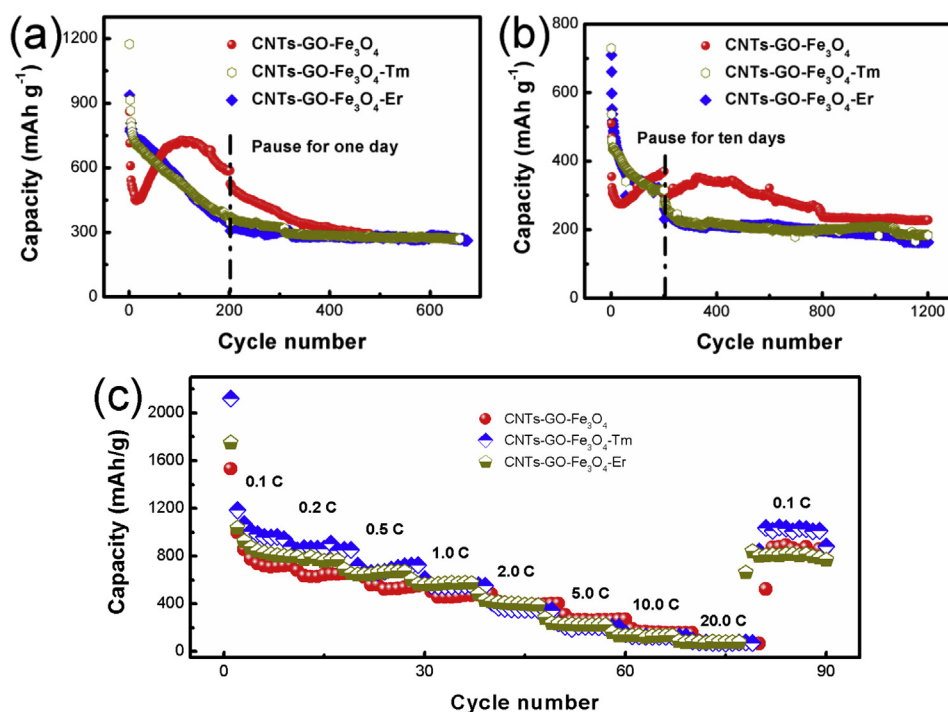 (a)
1200
900
600
300
0
Capacity (mAh g⁻¹)
CNTs-GO-Fe₃O₄
CNTs-GO-Fe₃O₄-Tm
CNTs-GO-Fe₃O₄-Er
Pause for one day
0 200 400 600
Cycle number
(b)
800
600
400
200
0
Capacity (mAh g⁻¹)
CNTs-GO-Fe₃O₄
CNTs-GO-Fe₃O₄-Tm
CNTs-GO-Fe₃O₄-Er
Pause for ten days
0 400 800 1200
Cycle number
(c)
2000
1600
1200
800
400
0
Capacity (mAh/g)
CNTs-GO-Fe₃O₄
CNTs-GO-Fe₃O₄-Tm
CNTs-GO-Fe₃O₄-Er
0.1 C
0.2 C
0.5 C
1.0 C
2.0 C
5.0 C
10.0 C
20.0 C
0.1 C
0 30 60 90
Cycle number